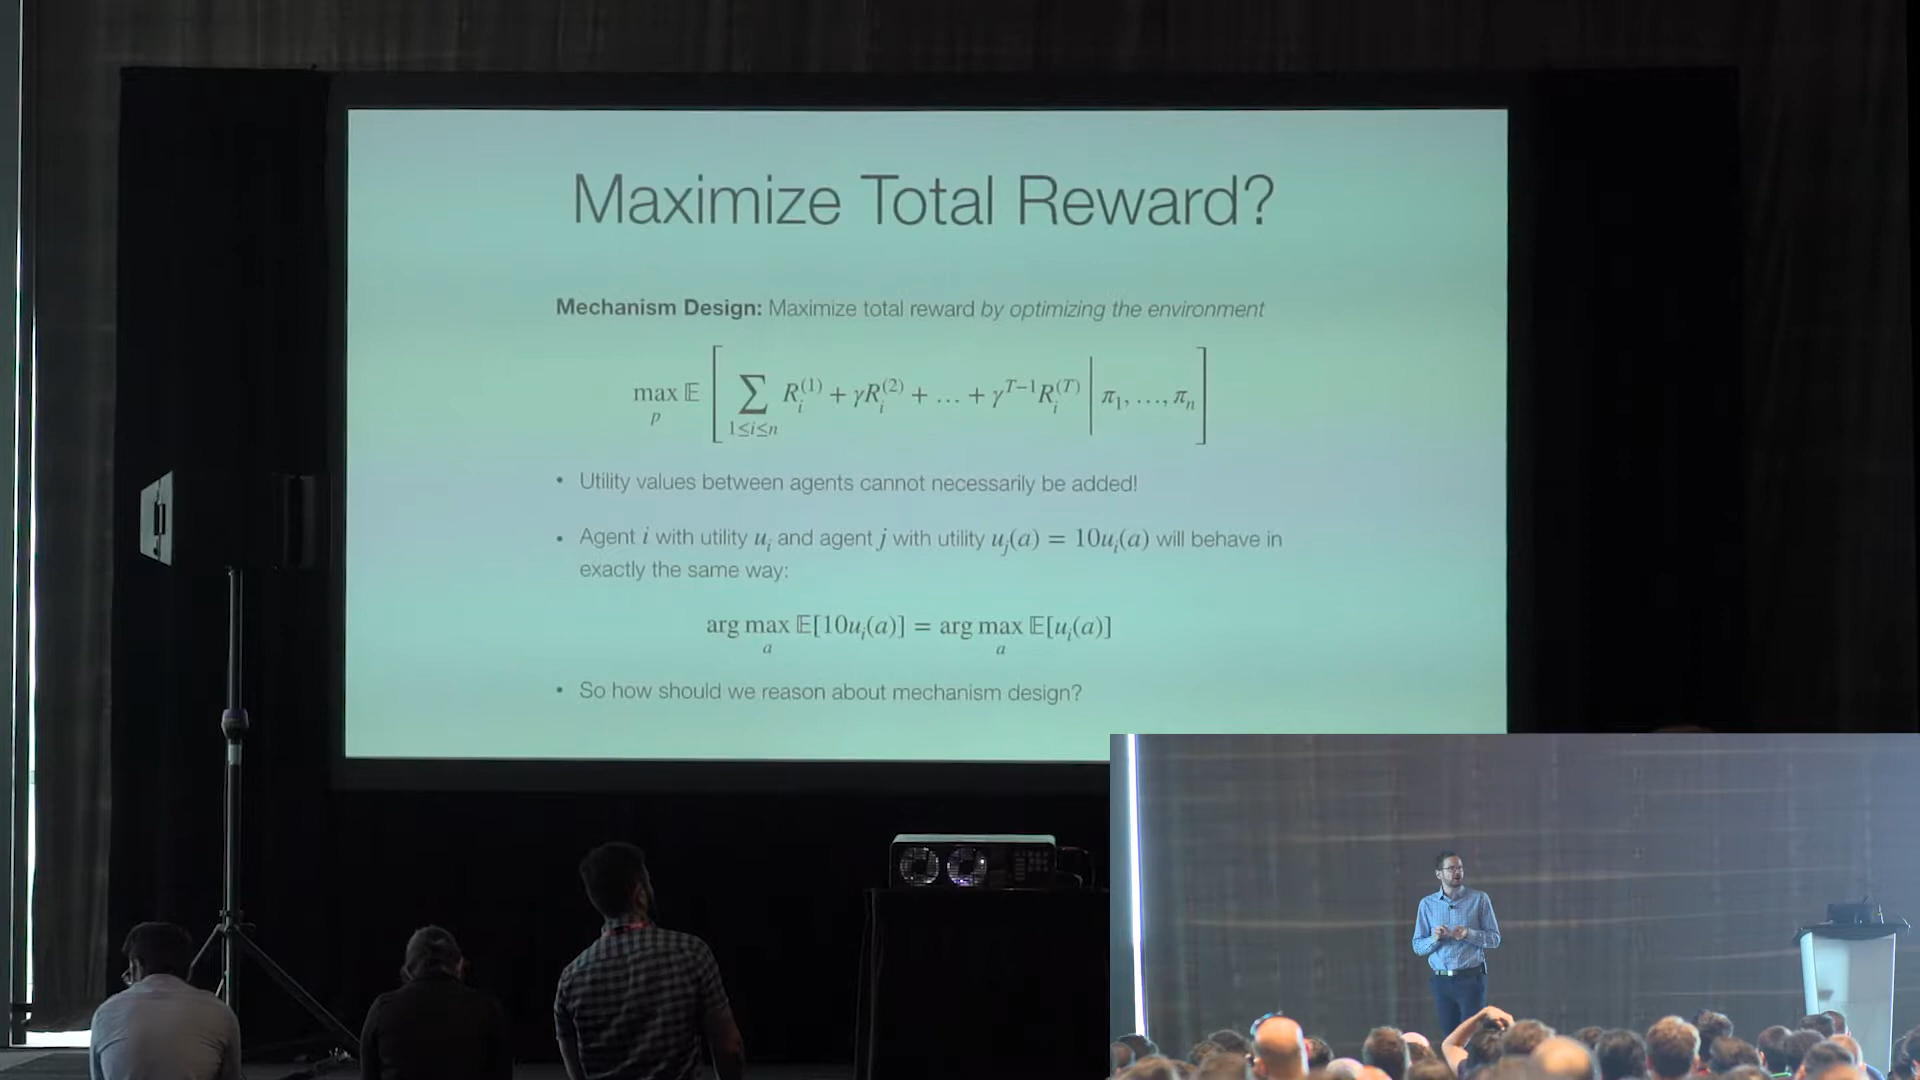 Maximize Total Reward?
Mechanism Design: Maximize total reward by optimizing the environment
max_p 𝔼 [ ∑_{1≤i≤n} R_i^{(1)} + γR_i^{(2)} + … + γ^{T−1}R_i^{(T)} | π_1, …, π_n ]
• Utility values between agents cannot necessarily be added!
• Agent i with utility u_i and agent j with utility u_j(a) = 10u_i(a) will behave in
exactly the same way:
arg max_a 𝔼[10u_i(a)] = arg max_a 𝔼[u_i(a)]
• So how should we reason about mechanism design?